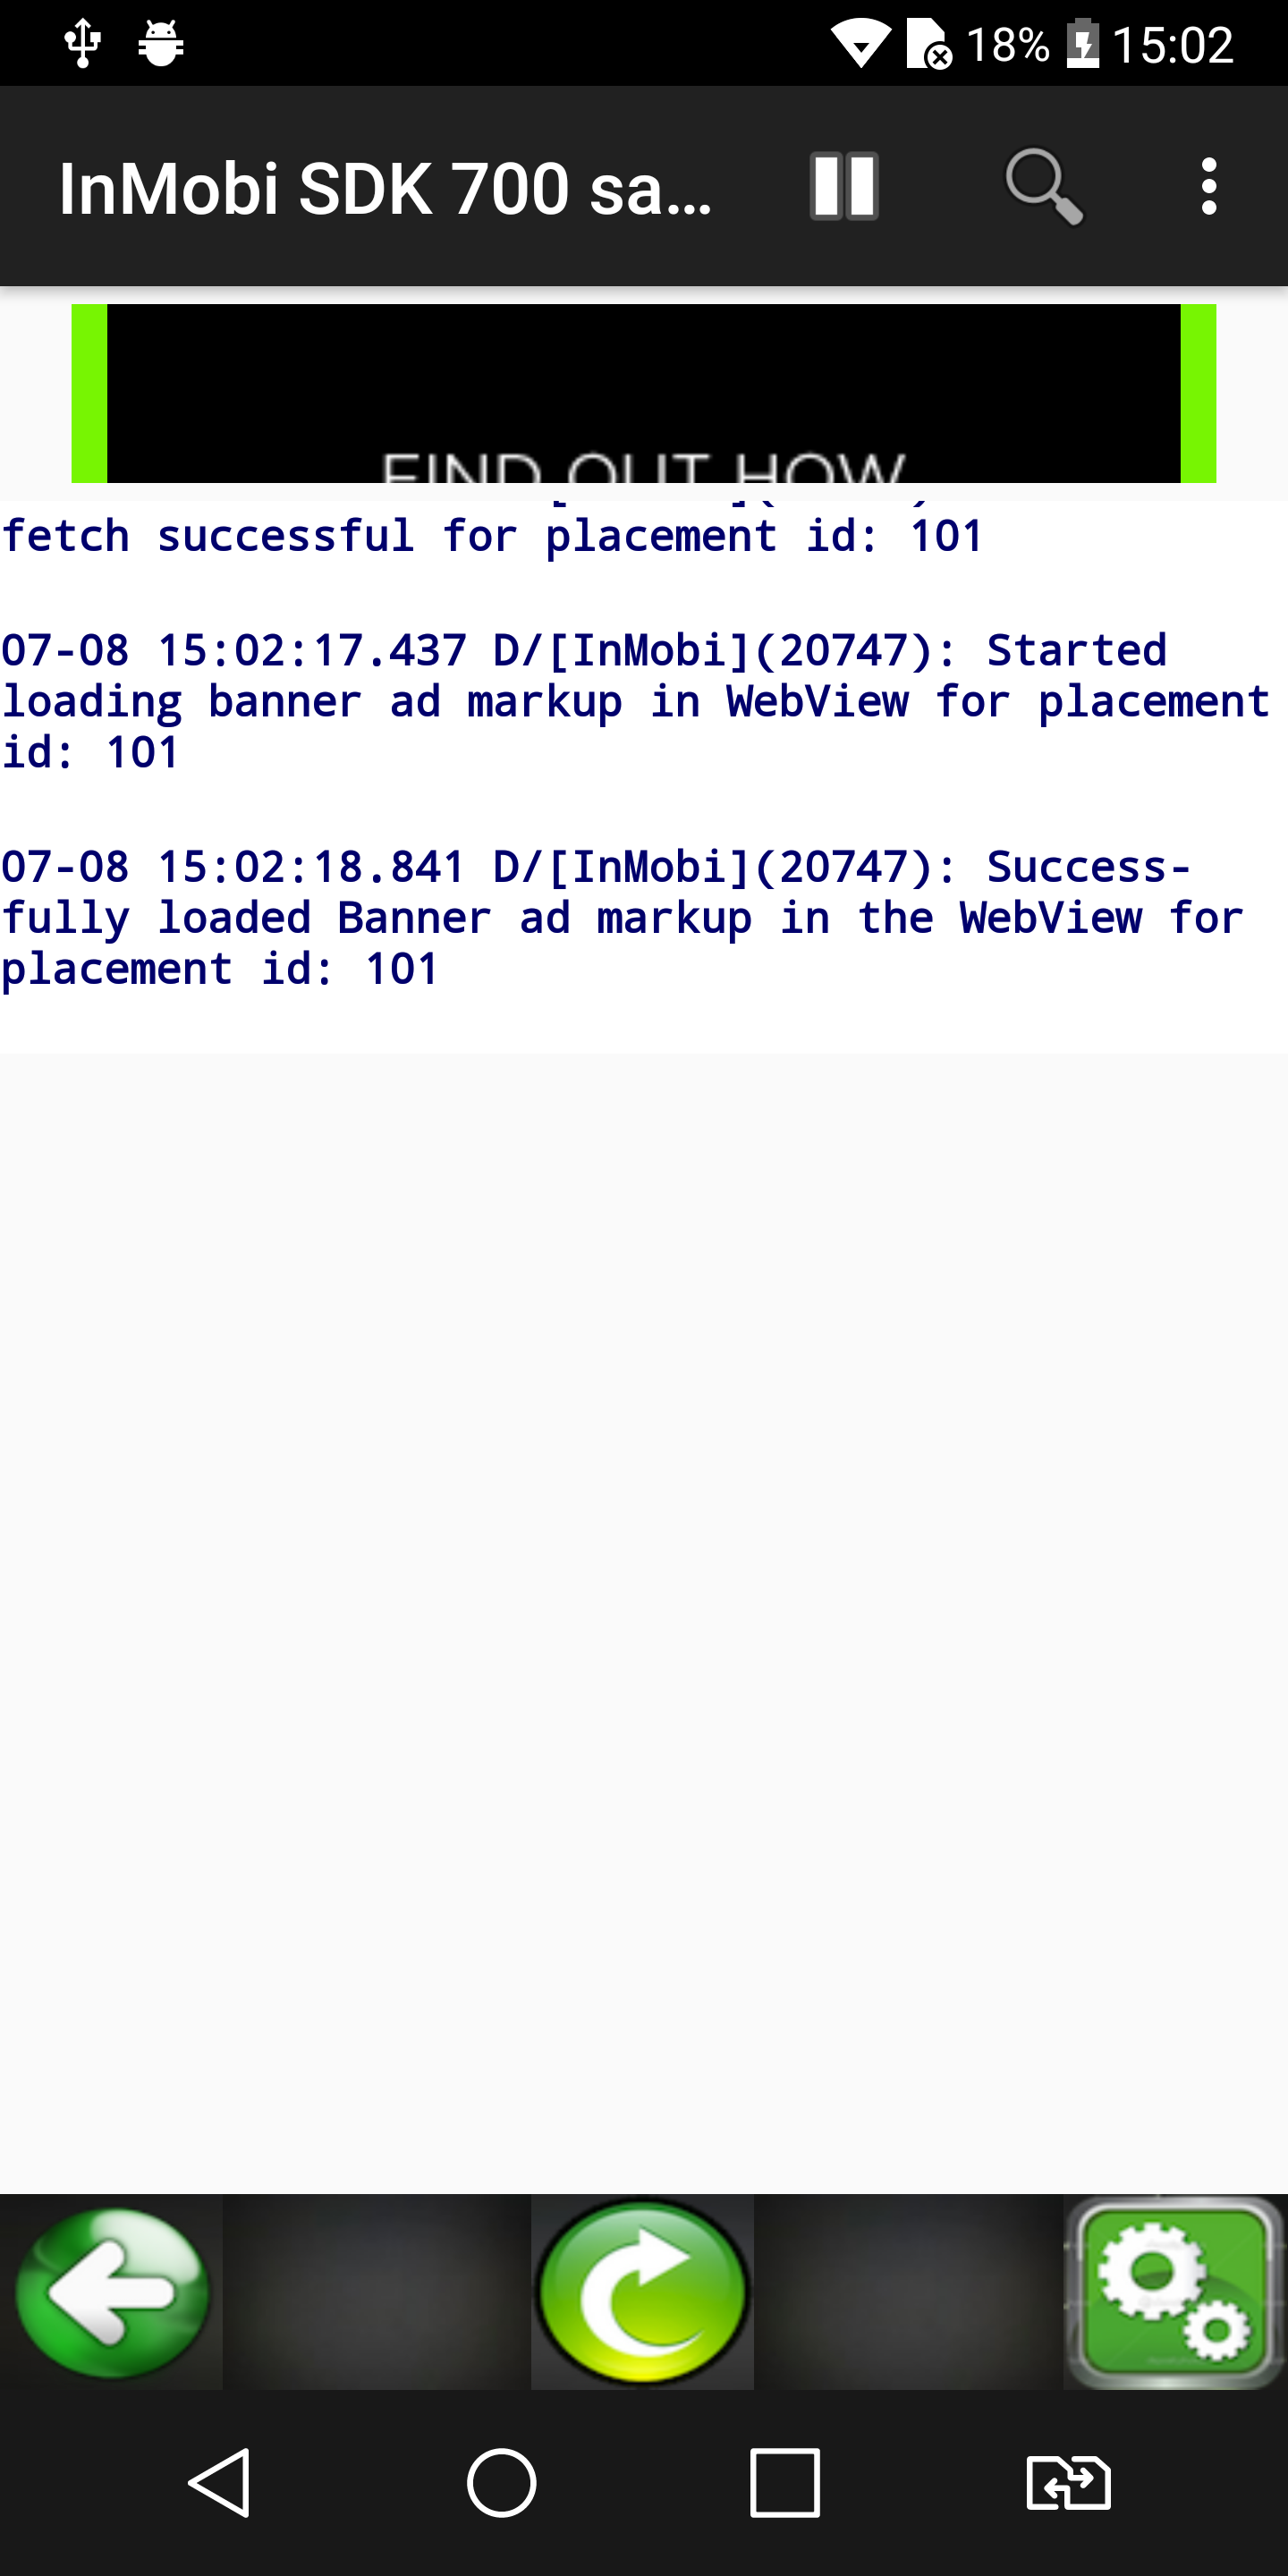 18% 15:02
InMobi SDK 700 sa...
FIND OUT HOW
fetch successful for placement id: 101
07-08 15:02:17.437 D/[InMobi](20747): Started
loading banner ad markup in WebView for placement
id: 101
07-08 15:02:18.841 D/[InMobi](20747): Success-
fully loaded Banner ad markup in the WebView for
placement id: 101